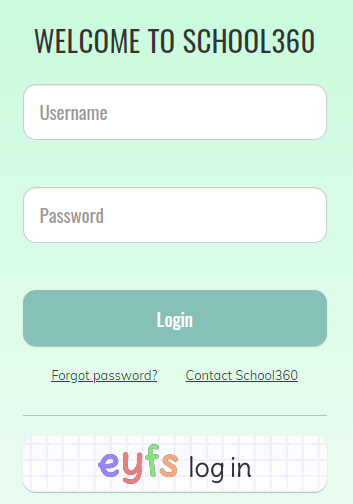 WELCOME TO SCHOOL360
Username
Password
Login
Forgot password? Contact School360
eyfs log in